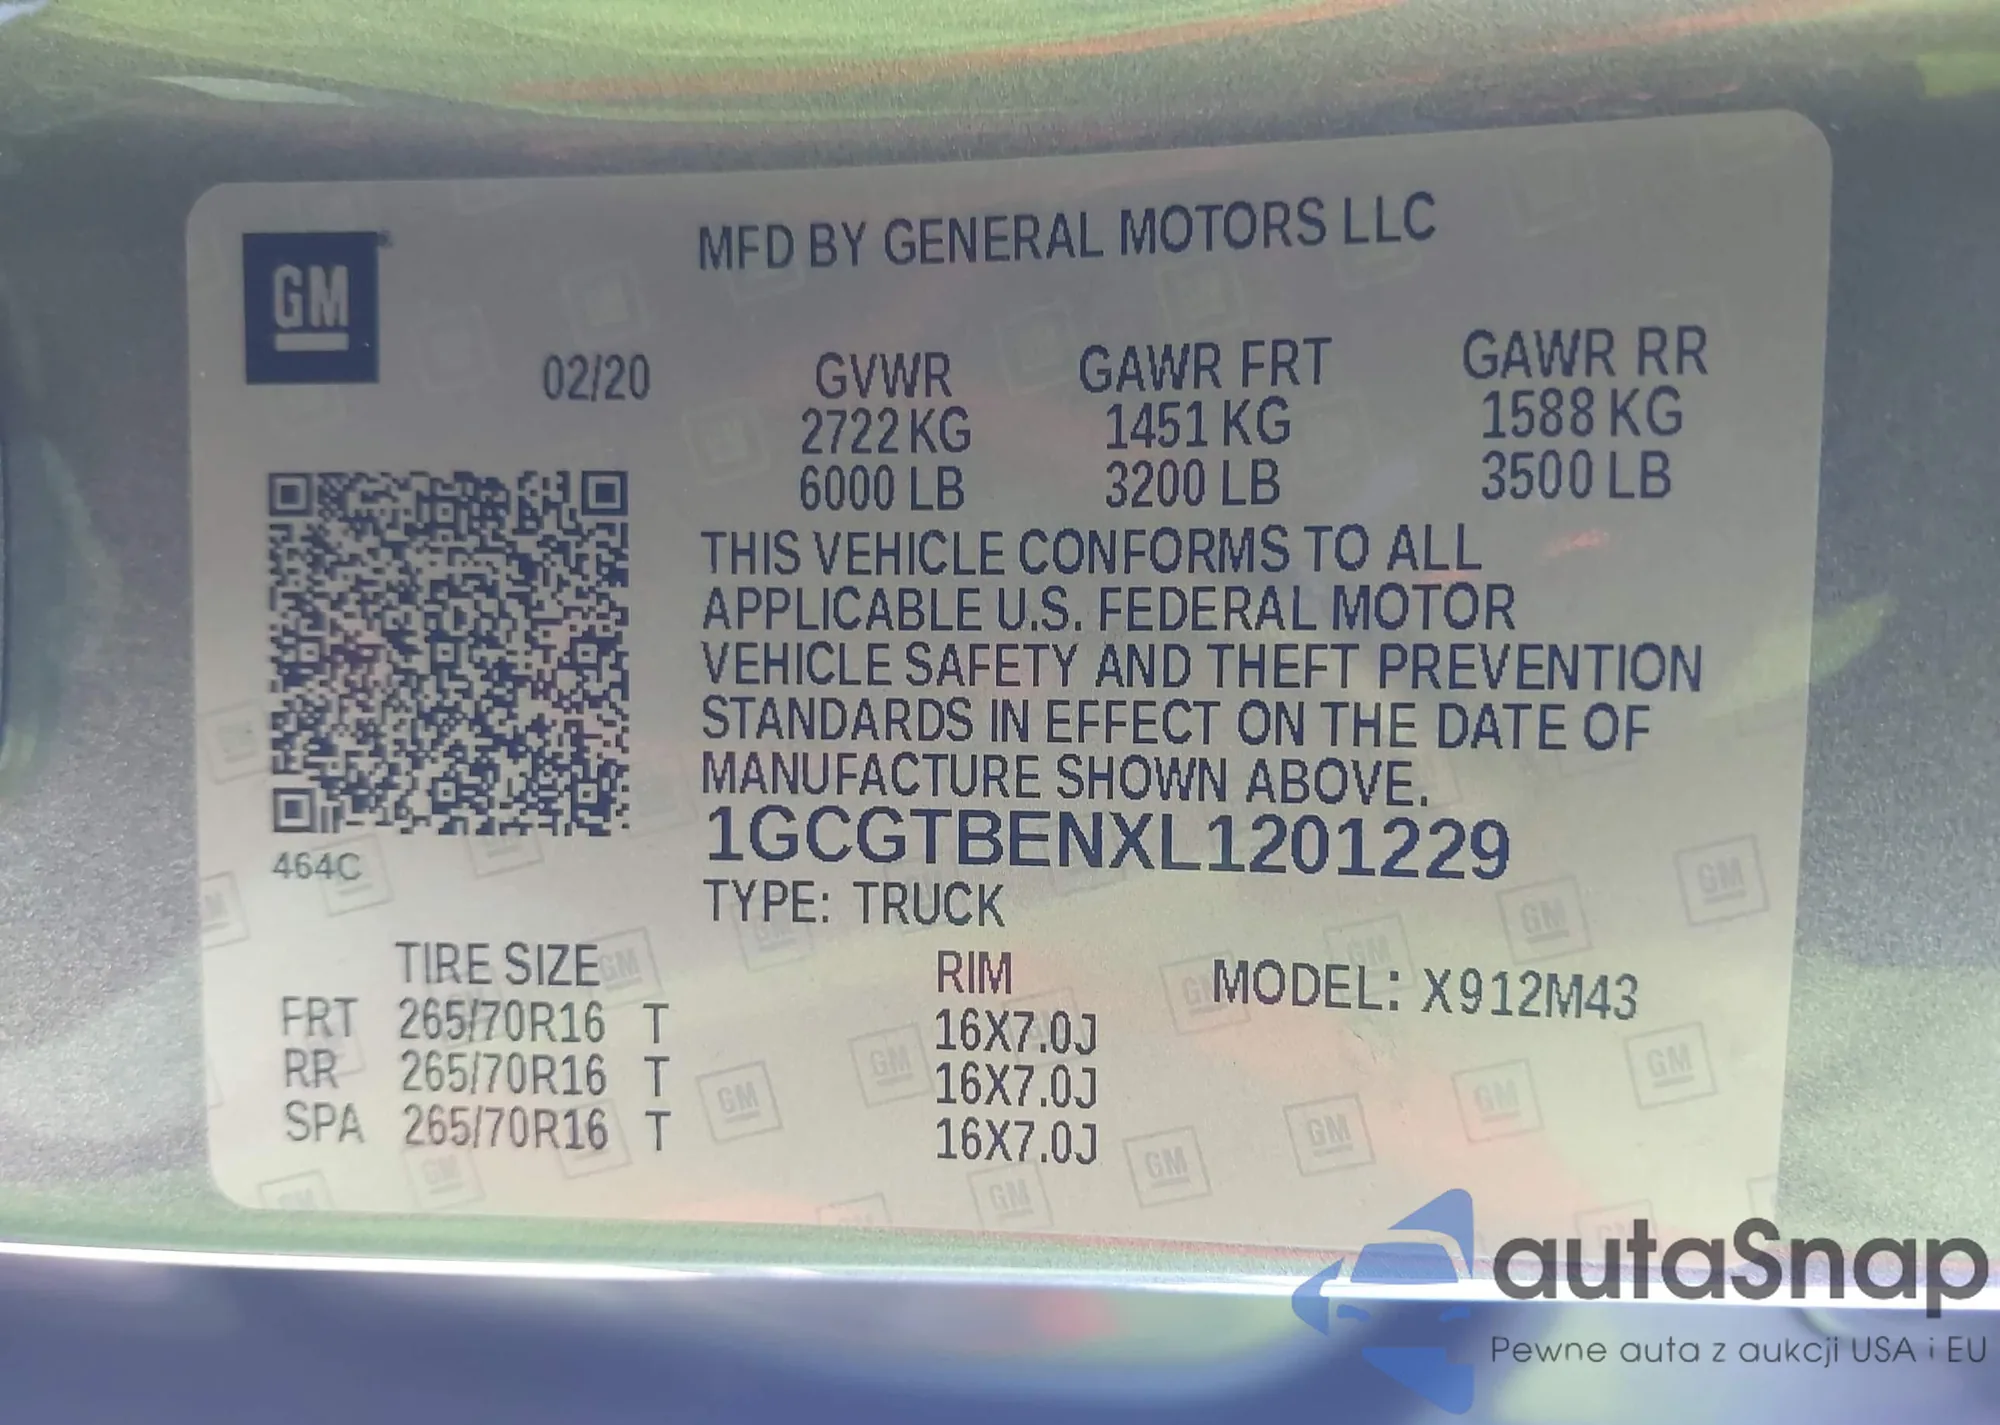 GM
MFD BY GENERAL MOTORS LLC
02/20 GVWR GAWR FRT GAWR RR
2722 KG 1451 KG 1588 KG
6000 LB 3200 LB 3500 LB
THIS VEHICLE CONFORMS TO ALL
APPLICABLE U.S. FEDERAL MOTOR
VEHICLE SAFETY AND THEFT PREVENTION
STANDARDS IN EFFECT ON THE DATE OF
MANUFACTURE SHOWN ABOVE.
1GCGTBENXL1201229
464C
TYPE: TRUCK
TIRE SIZE RIM MODEL: X912M43
FRT 265/70R16 T 16X7.0J
RR 265/70R16 T 16X7.0J
SPA 265/70R16 T 16X7.0J
autaSnap
Pewne auta z aukcji USA i EU